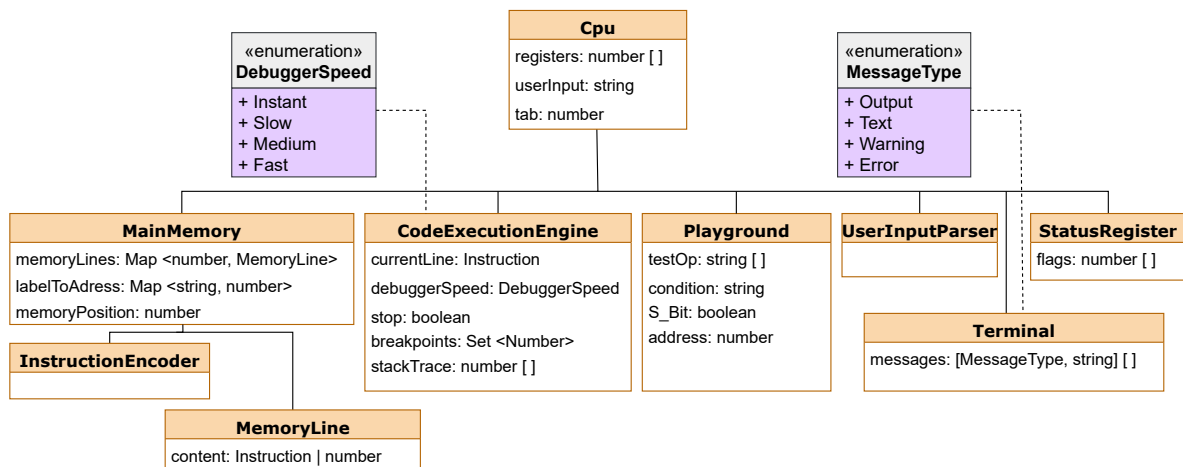 Cpu
registers: number [ ]
userInput: string
tab: number
«enumeration»
DebuggerSpeed
+ Instant
+ Slow
+ Medium
+ Fast
«enumeration»
MessageType
+ Output
+ Text
+ Warning
+ Error
MainMemory
memoryLines: Map <number, MemoryLine>
labelToAdress: Map <string, number>
memoryPosition: number
CodeExecutionEngine
currentLine: Instruction
debuggerSpeed: DebuggerSpeed
stop: boolean
breakpoints: Set <Number>
stackTrace: number [ ]
Playground
testOp: string [ ]
condition: string
S_Bit: boolean
address: number
UserInputParser
StatusRegister
flags: number [ ]
Terminal
messages: [MessageType, string] [ ]
InstructionEncoder
MemoryLine
content: Instruction | number